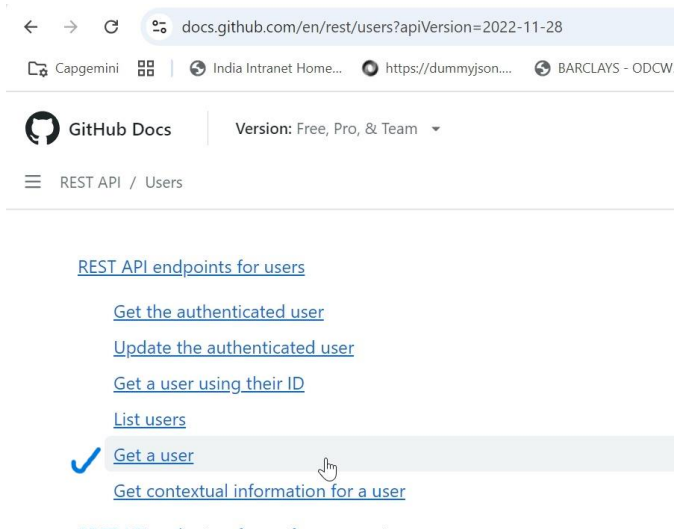 docs.github.com/en/rest/users?apiVersion=2022-11-28
Capgemini India Intranet Home... https://dummyjson.... BARCLAYS - ODCW
GitHub Docs Version: Free, Pro, & Team
REST API / Users
REST API endpoints for users
Get the authenticated user
Update the authenticated user
Get a user using their ID
List users
Get a user
Get contextual information for a user